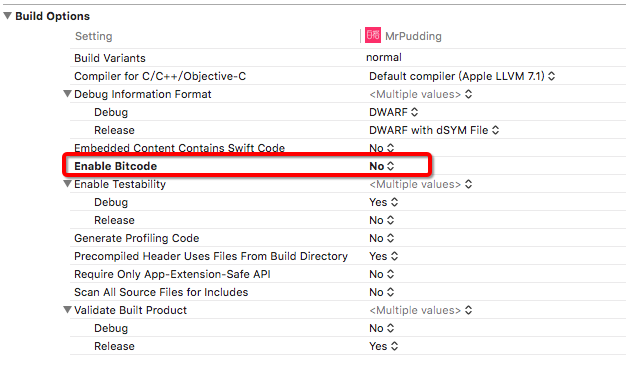 Build Options
Setting MrPudding
Build Variants normal
Compiler for C/C++/Objective-C Default compiler (Apple LLVM 7.1)
Debug Information Format <Multiple values>
Debug DWARF
Release DWARF with dSYM File
Embedded Content Contains Swift Code No
Enable Bitcode No
Enable Testability <Multiple values>
Debug Yes
Release No
Generate Profiling Code No
Precompiled Header Uses Files From Build Directory Yes
Require Only App-Extension-Safe API No
Scan All Source Files for Includes No
Validate Built Product <Multiple values>
Debug No
Release Yes